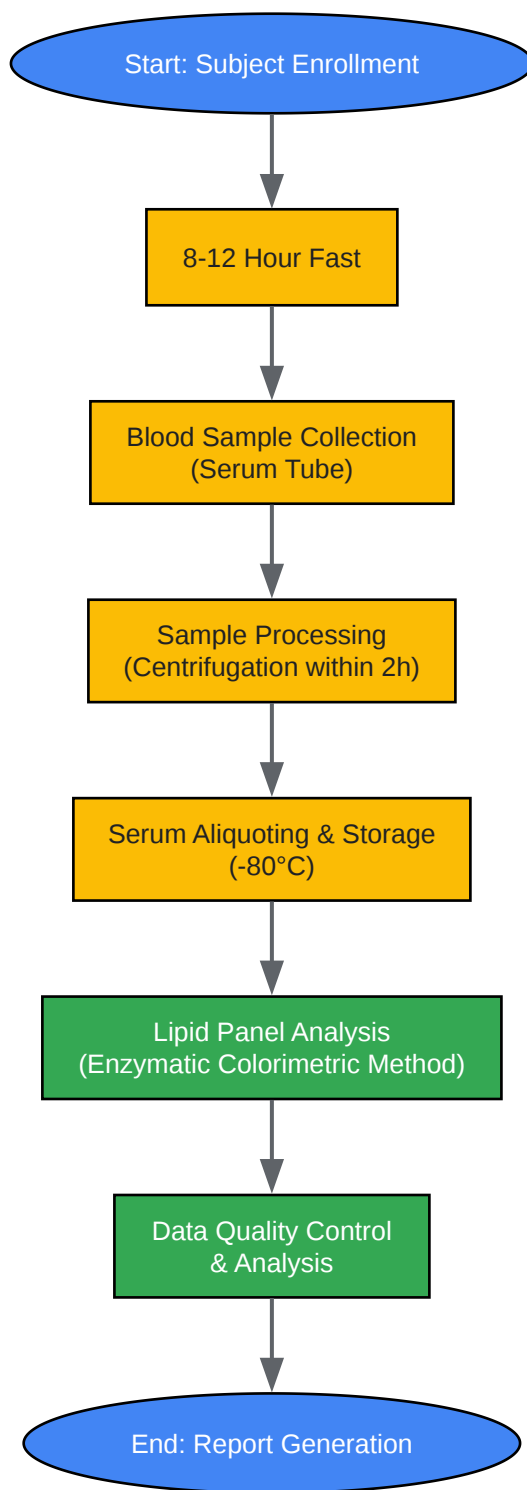 Start: Subject Enrollment
8-12 Hour Fast
Blood Sample Collection
(Serum Tube)
Sample Processing
(Centrifugation within 2h)
Serum Aliquoting & Storage
(-80°C)
Lipid Panel Analysis
(Enzymatic Colorimetric Method)
Data Quality Control
& Analysis
End: Report Generation